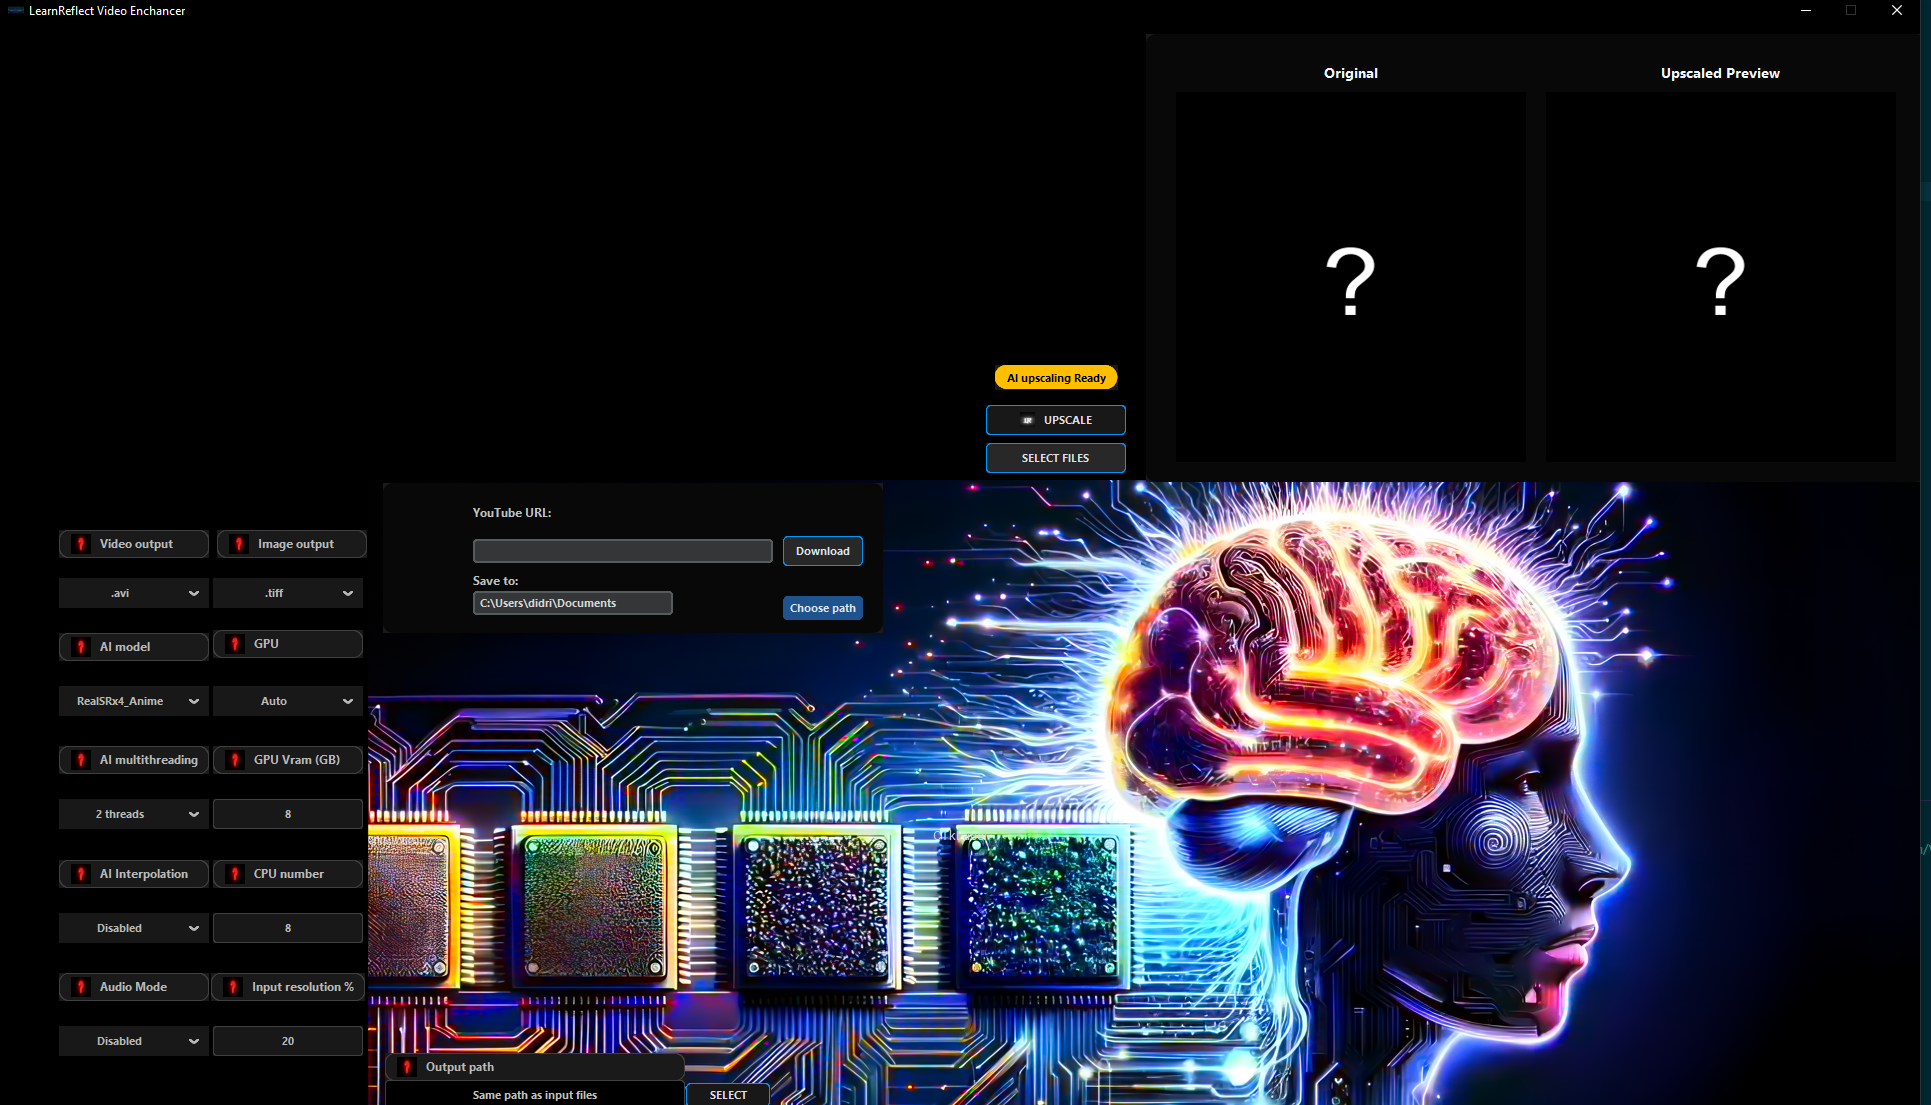 LearnReflect Video Enchancer
Original
Upscaled Preview
?
?
AI upscaling Ready
UPSCALE
SELECT FILES
YouTube URL:
Download
Save to:
C:\Users\didri\Documents
Choose path
Video output
Image output
.avi
.tiff
AI model
GPU
RealSRx4_Anime
Auto
AI multithreading
GPU Vram (GB)
2 threads
8
AI Interpolation
CPU number
Disabled
8
Audio Mode
Input resolution %
Disabled
20
Output path
Same path as input files
SELECT